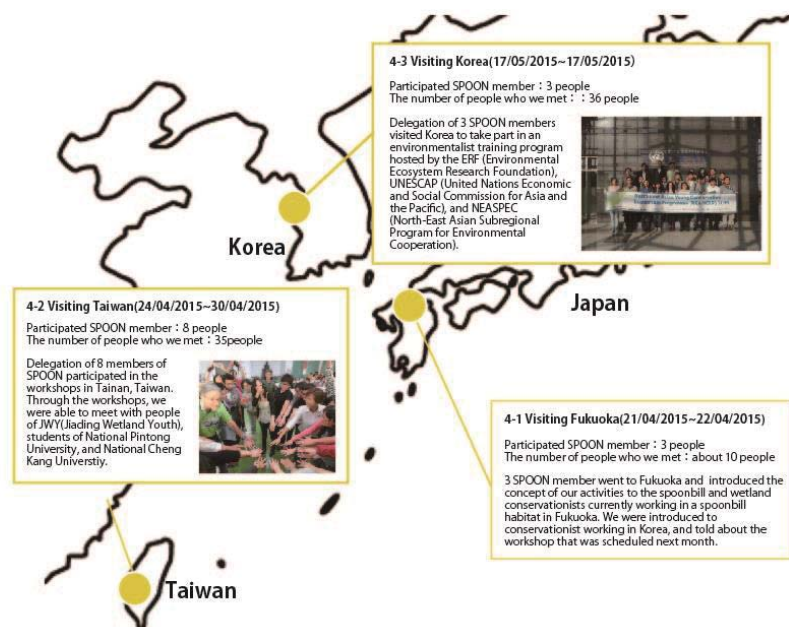 4-3 Visiting Korea(17/05/2015~17/05/2015)
Participated SPOON member：3 people
The number of people who we met：：36 people
Delegation of 3 SPOON members
visited Korea to take part in an
environmentalist training program
hosted by the ERF (Environmental
Ecosystem Research Foundation),
UNESCAP (United Nations Economic
and Social Commission for Asia and
the Pacific), and NEASPEC
(North-East Asian Subregional
Program for Environmental
Cooperation).
Korea
Japan
4-2 Visiting Taiwan(24/04/2015~30/04/2015)
Participated SPOON member：8 people
The number of people who we met：35people
Delegation of 8 members of
SPOON participated in the
workshops in Tainan, Taiwan.
Through the workshops, we
were able to meet with people
of JWY(Jiading Wetland Youth),
students of National Pintong
University, and National Cheng
Kang Universtiy.
4-1 Visiting Fukuoka(21/04/2015~22/04/2015)
Participated SPOON member：3 people
The number of people who we met：about 10 people
3 SPOON member went to Fukuoka and introduced the
concept of our activities to the spoonbill and wetland
conservationists currently working in a spoonbill
habitat in Fukuoka. We were introduced to
conservationist working in Korea, and told about the
workshop that was scheduled next month.
Taiwan